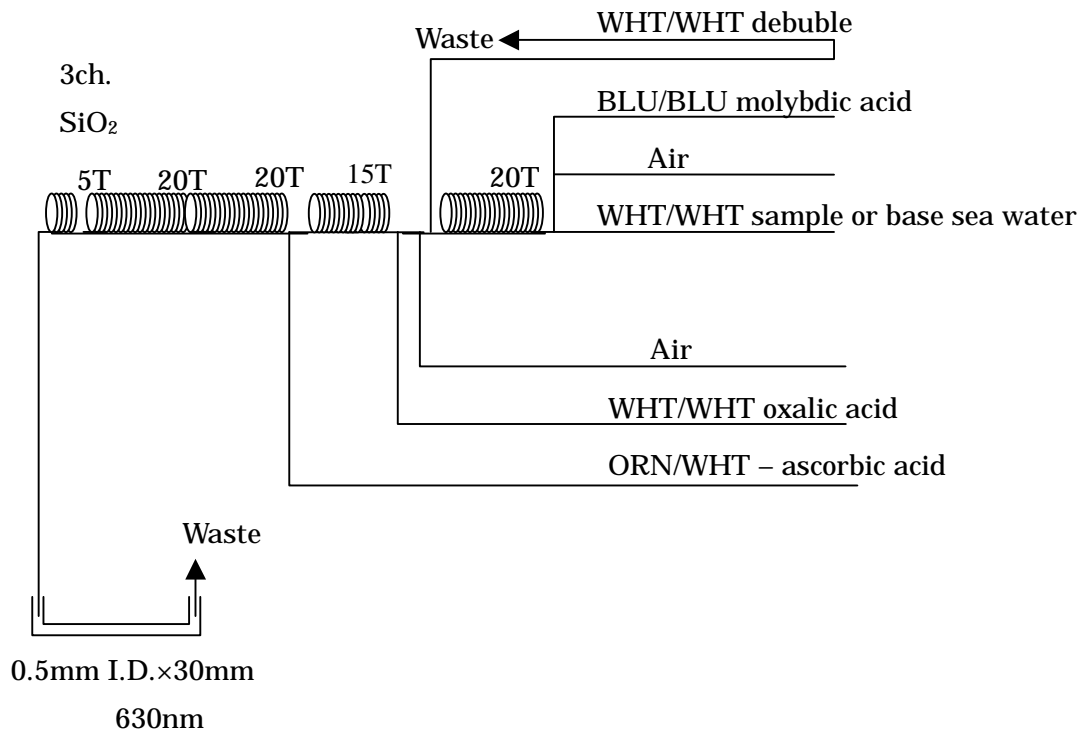 WHT/WHT debuble
Waste
3ch.
SiO₂
BLU/BLU molybdic acid
Air
5T 20T 20T 15T 20T
WHT/WHT sample or base sea water
Air
WHT/WHT oxalic acid
ORN/WHT – ascorbic acid
Waste
0.5mm I.D.×30mm
630nm